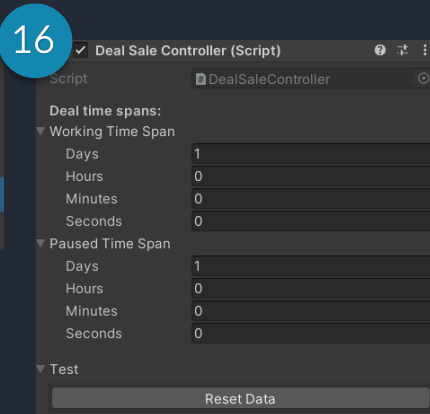 16
Deal Sale Controller (Script)
Script
DealSaleController
Deal time spans:
Working Time Span
Days 1
Hours 0
Minutes 0
Seconds 0
Paused Time Span
Days 1
Hours 0
Minutes 0
Seconds 0
Test
Reset Data